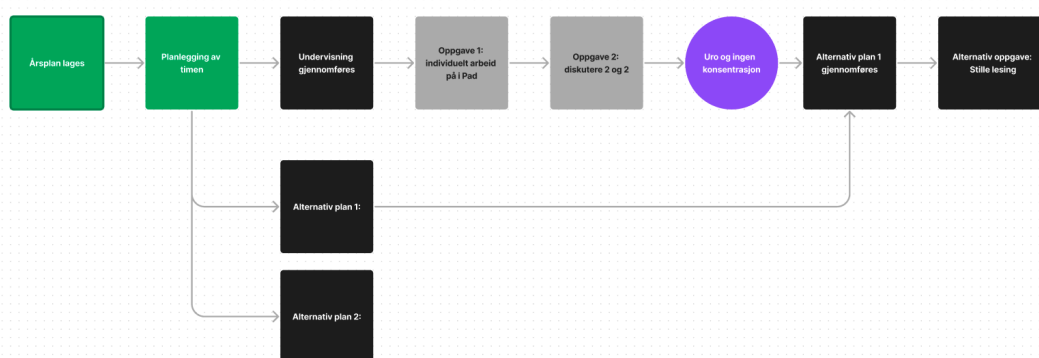 Årsplan lages
Planlegging av
timen
Undervisning
gjennomføres
Oppgave 1:
individuelt arbeid
på i Pad
Oppgave 2:
diskutere 2 og 2
Uro og ingen
konsentrasjon
Alternativ plan 1
gjennomføres
Alternativ oppgave:
Stille lesing
Alternativ plan 1:
Alternativ plan 2: